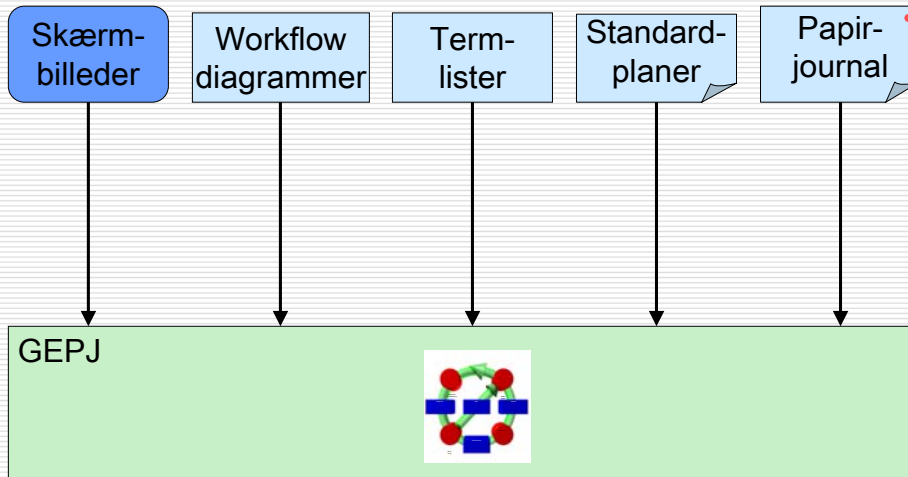 Skærm-
billeder
Workflow
diagrammer
Term-
lister
Standard-
planer
Papir-
journal
GEPJ